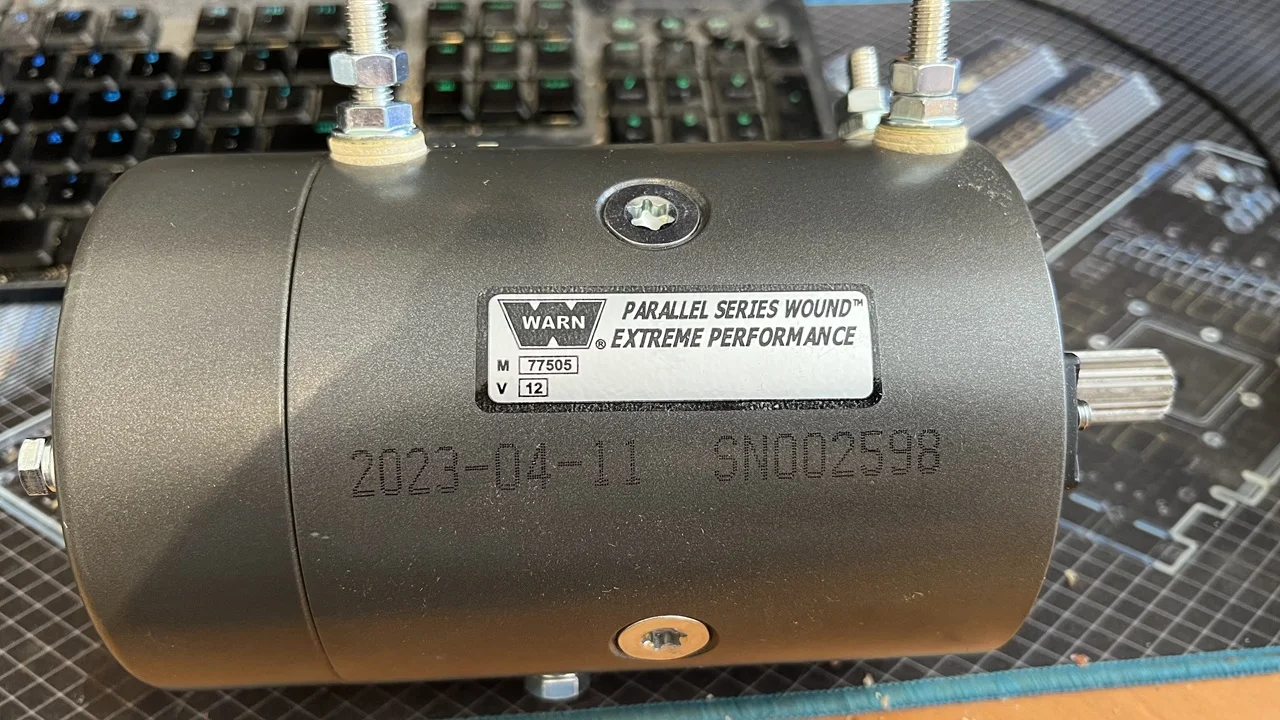 WARN®
PARALLEL SERIES WOUND™
EXTREME PERFORMANCE
M 77505
V 12
2023-04-11 SN002598